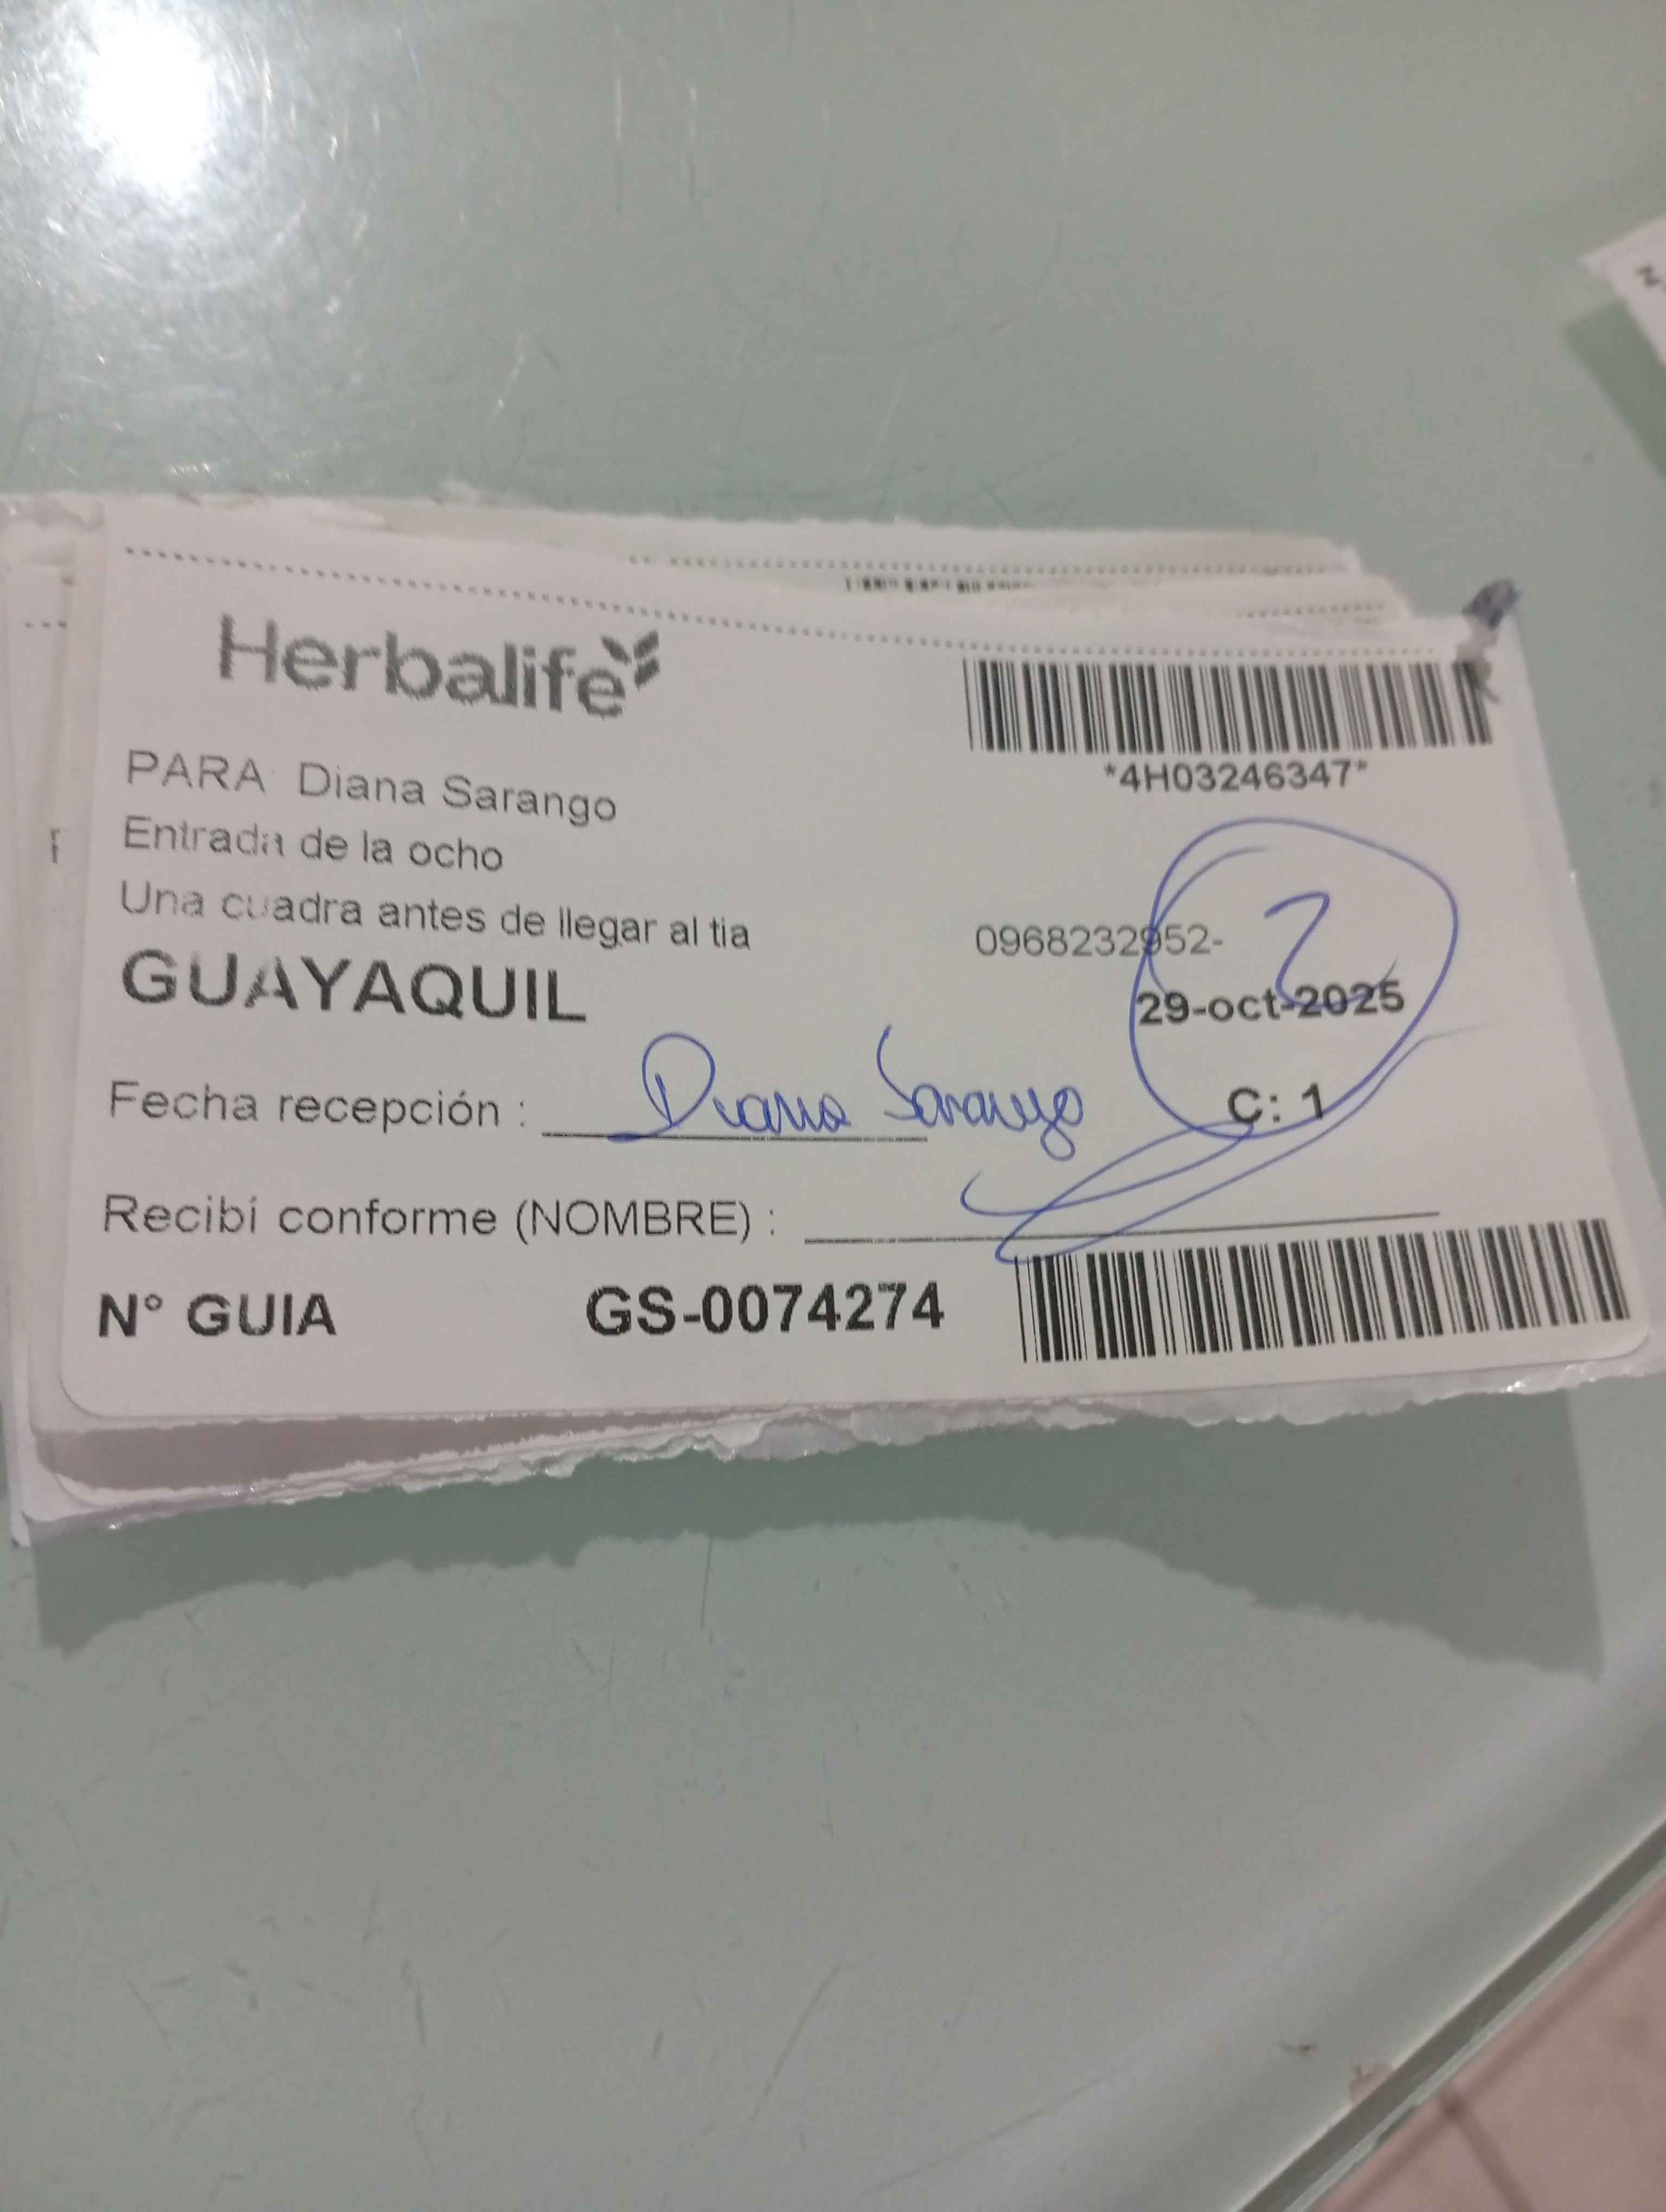 Herbalife
*4H03246347*
PARA Diana Sarango
Entrada de la ocho
Una cuadra antes de llegar al tia
0968232952-
GUAYAQUIL
2
29-oct-2025
Fecha recepción : Diana Sarango
C: 1
Recibí conforme (NOMBRE) :
N° GUIA GS-0074274